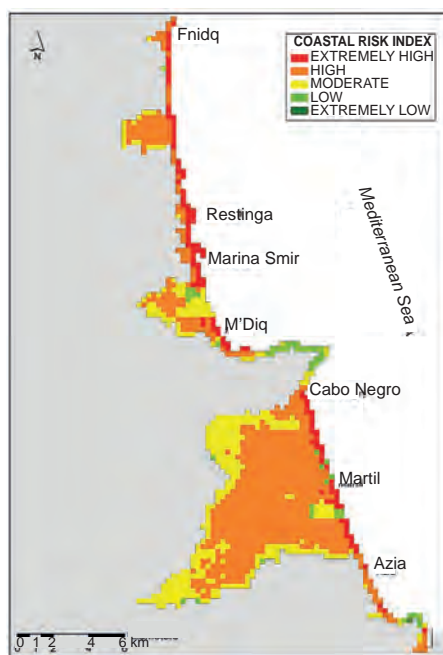 Fnidq
COASTAL RISK INDEX
EXTREMELY HIGH
HIGH
MODERATE
LOW
EXTREMELY LOW
N
Restinga
Mediterranean Sea
Marina Smir
M'Diq
Cabo Negro
Martil
Azia
0 1 2 4 6 km